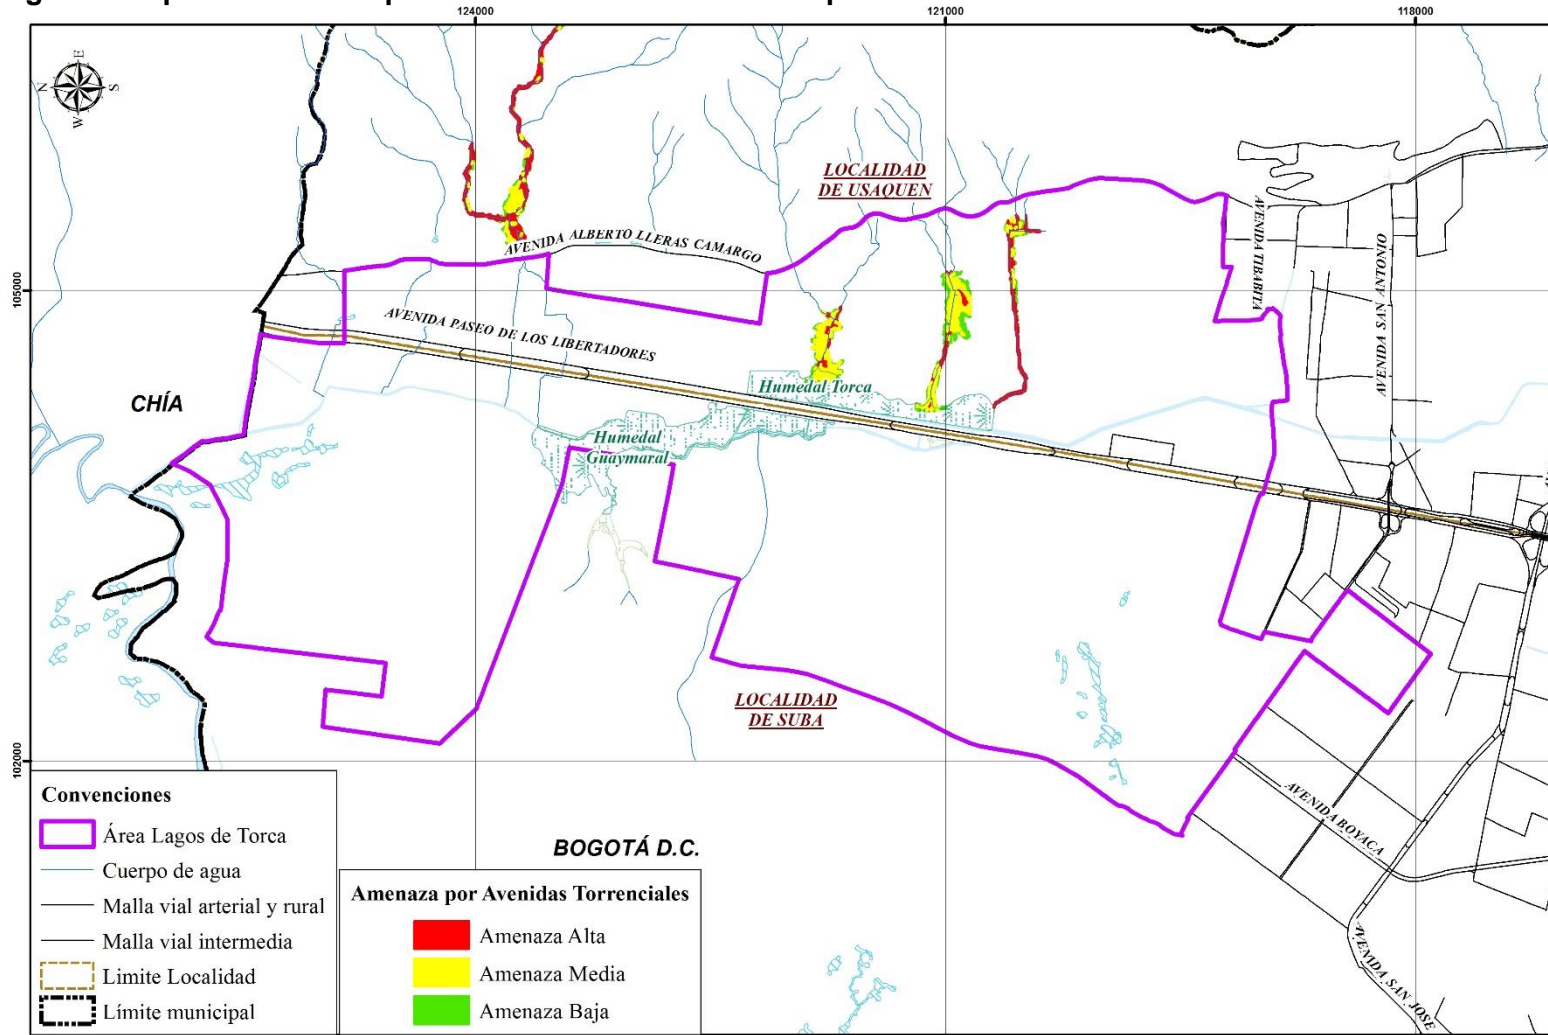 124000
121000
118000
E
N
S
W
LOCALIDAD
DE USAQUEN
AVENIDA ALBERTO LLERAS CAMARGO
AVENIDA TIBABITA
AVENIDA SAN ANTONIO
105000
AVENIDA PASEO DE LOS LIBERTADORES
CHÍA
Humedal Torca
Humedal
Guaymaral
LOCALIDAD
DE SUBA
102000
AVENIDA BOYACA
AVENIDA SAN JOSE
BOGOTÁ D.C.
Convenciones
Área Lagos de Torca
Cuerpo de agua
Malla vial arterial y rural
Malla vial intermedia
Limite Localidad
Límite municipal
Amenaza por Avenidas Torrenciales
Amenaza Alta
Amenaza Media
Amenaza Baja